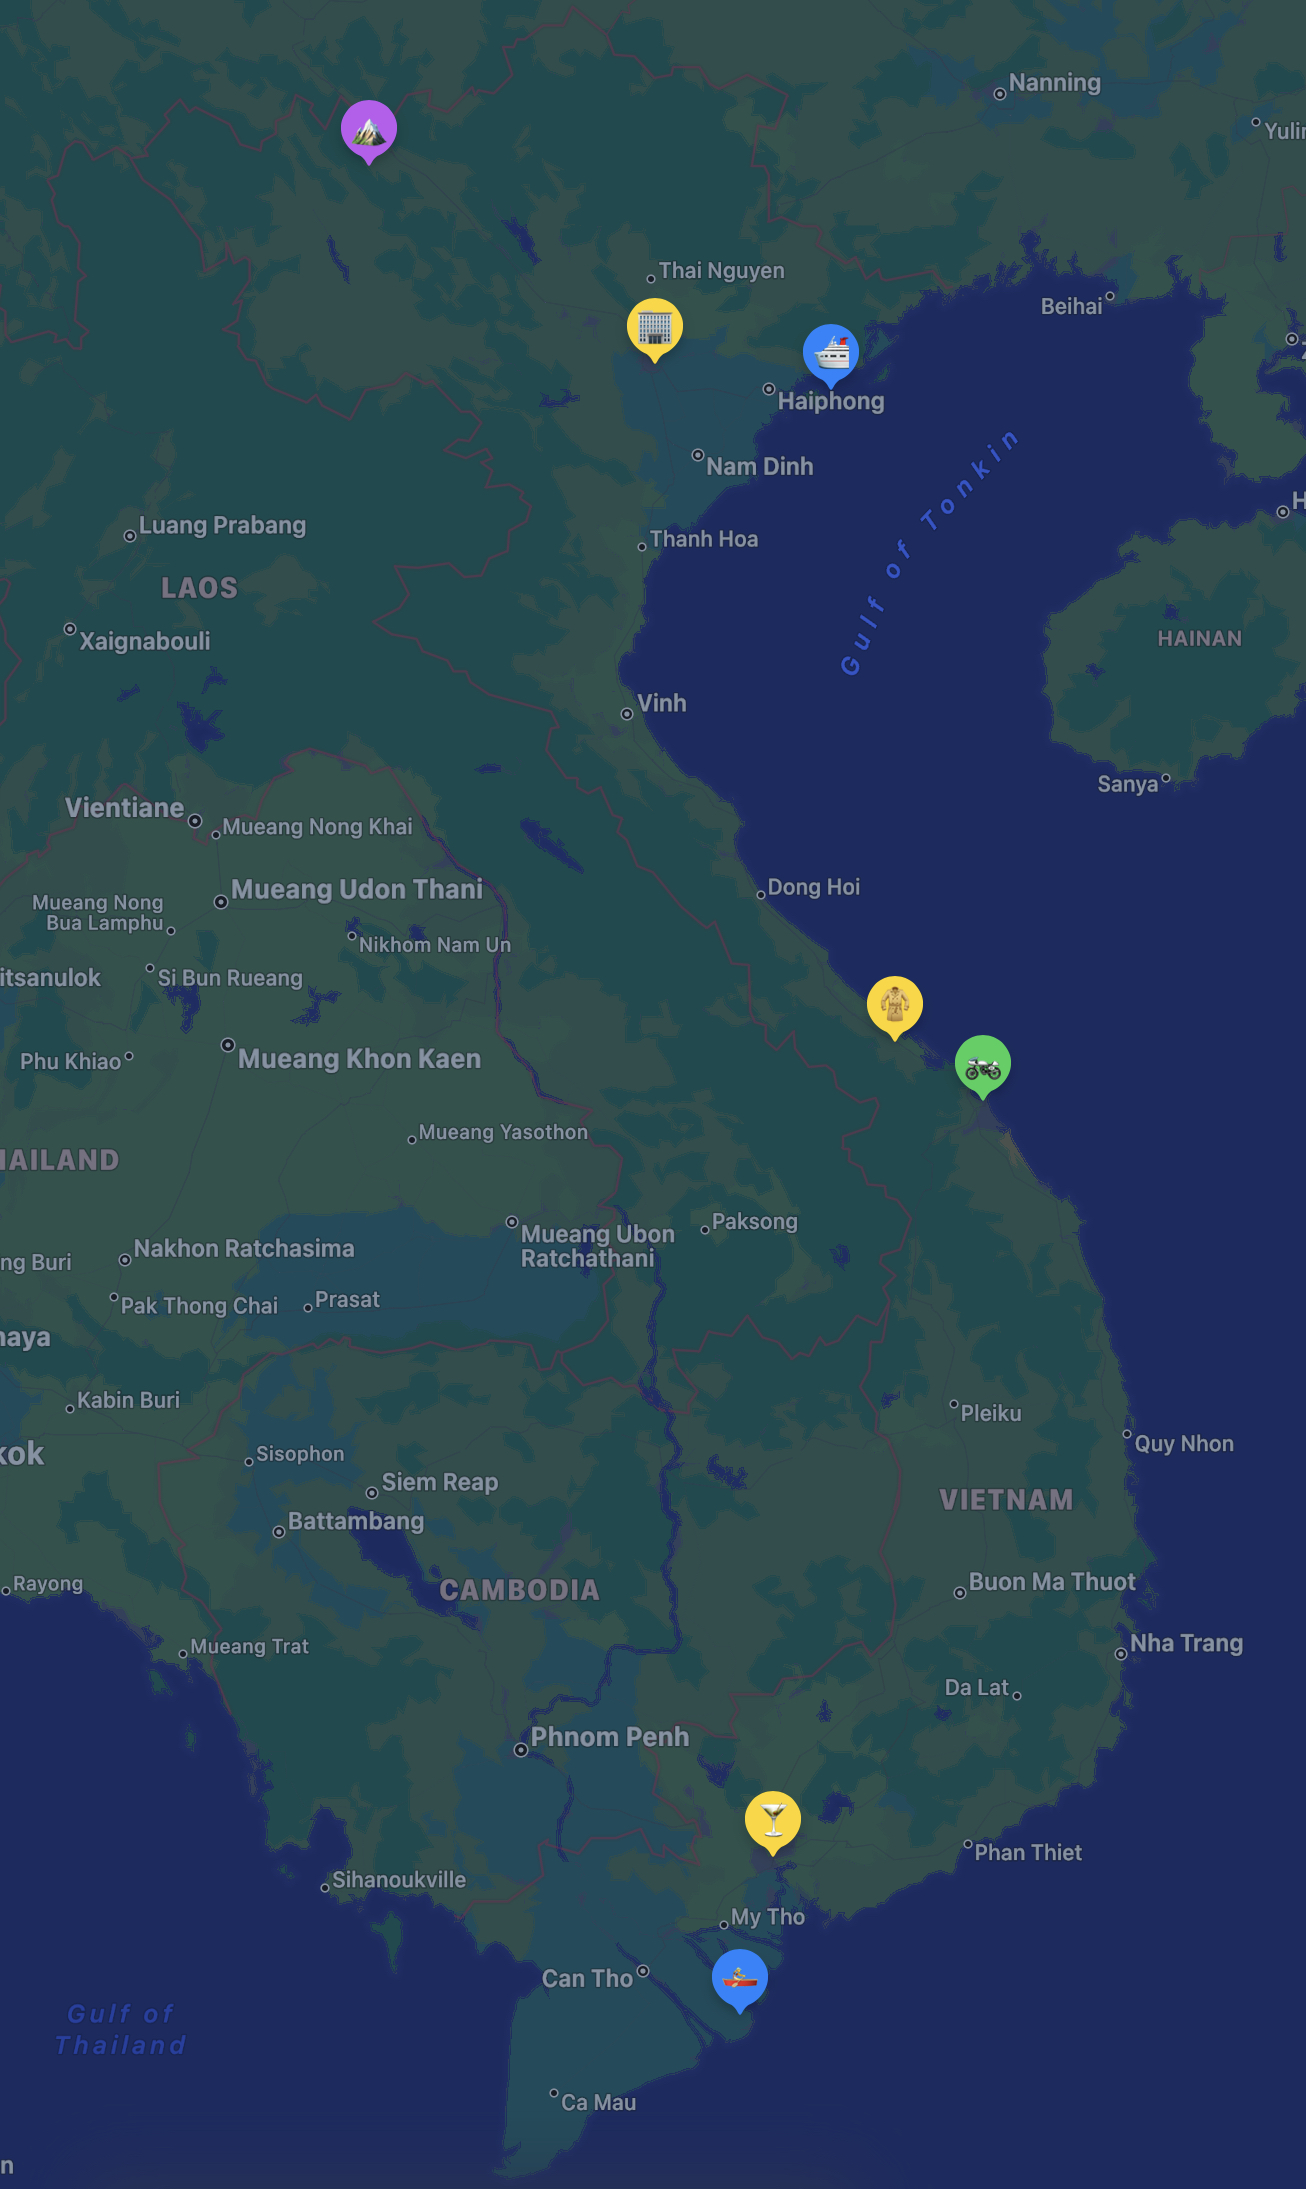 Nanning
Yulin
Thai Nguyen
Beihai
Haiphong
Gulf of Tonkin
Nam Dinh
H
Luang Prabang
Thanh Hoa
LAOS
Xaignabouli
HAINAN
Vinh
Sanya
Vientiane
Mueang Nong Khai
Mueang Udon Thani
Dong Hoi
Mueang Nong
Bua Lamphu
Nikhom Nam Un
itsanulok
Si Bun Rueang
Phu Khiao
Mueang Khon Kaen
Mueang Yasothon
HAILAND
Paksong
Mueang Ubon
Ratchathani
Nakhon Ratchasima
ng Buri
Pak Thong Chai
Prasat
haya
Kabin Buri
Pleiku
Quy Nhon
kok
Sisophon
Siem Reap
VIETNAM
Battambang
Rayong
CAMBODIA
Buon Ma Thuot
Mueang Trat
Nha Trang
Da Lat
Phnom Penh
Phan Thiet
Sihanoukville
My Tho
Can Tho
Gulf of
Thailand
Ca Mau
n